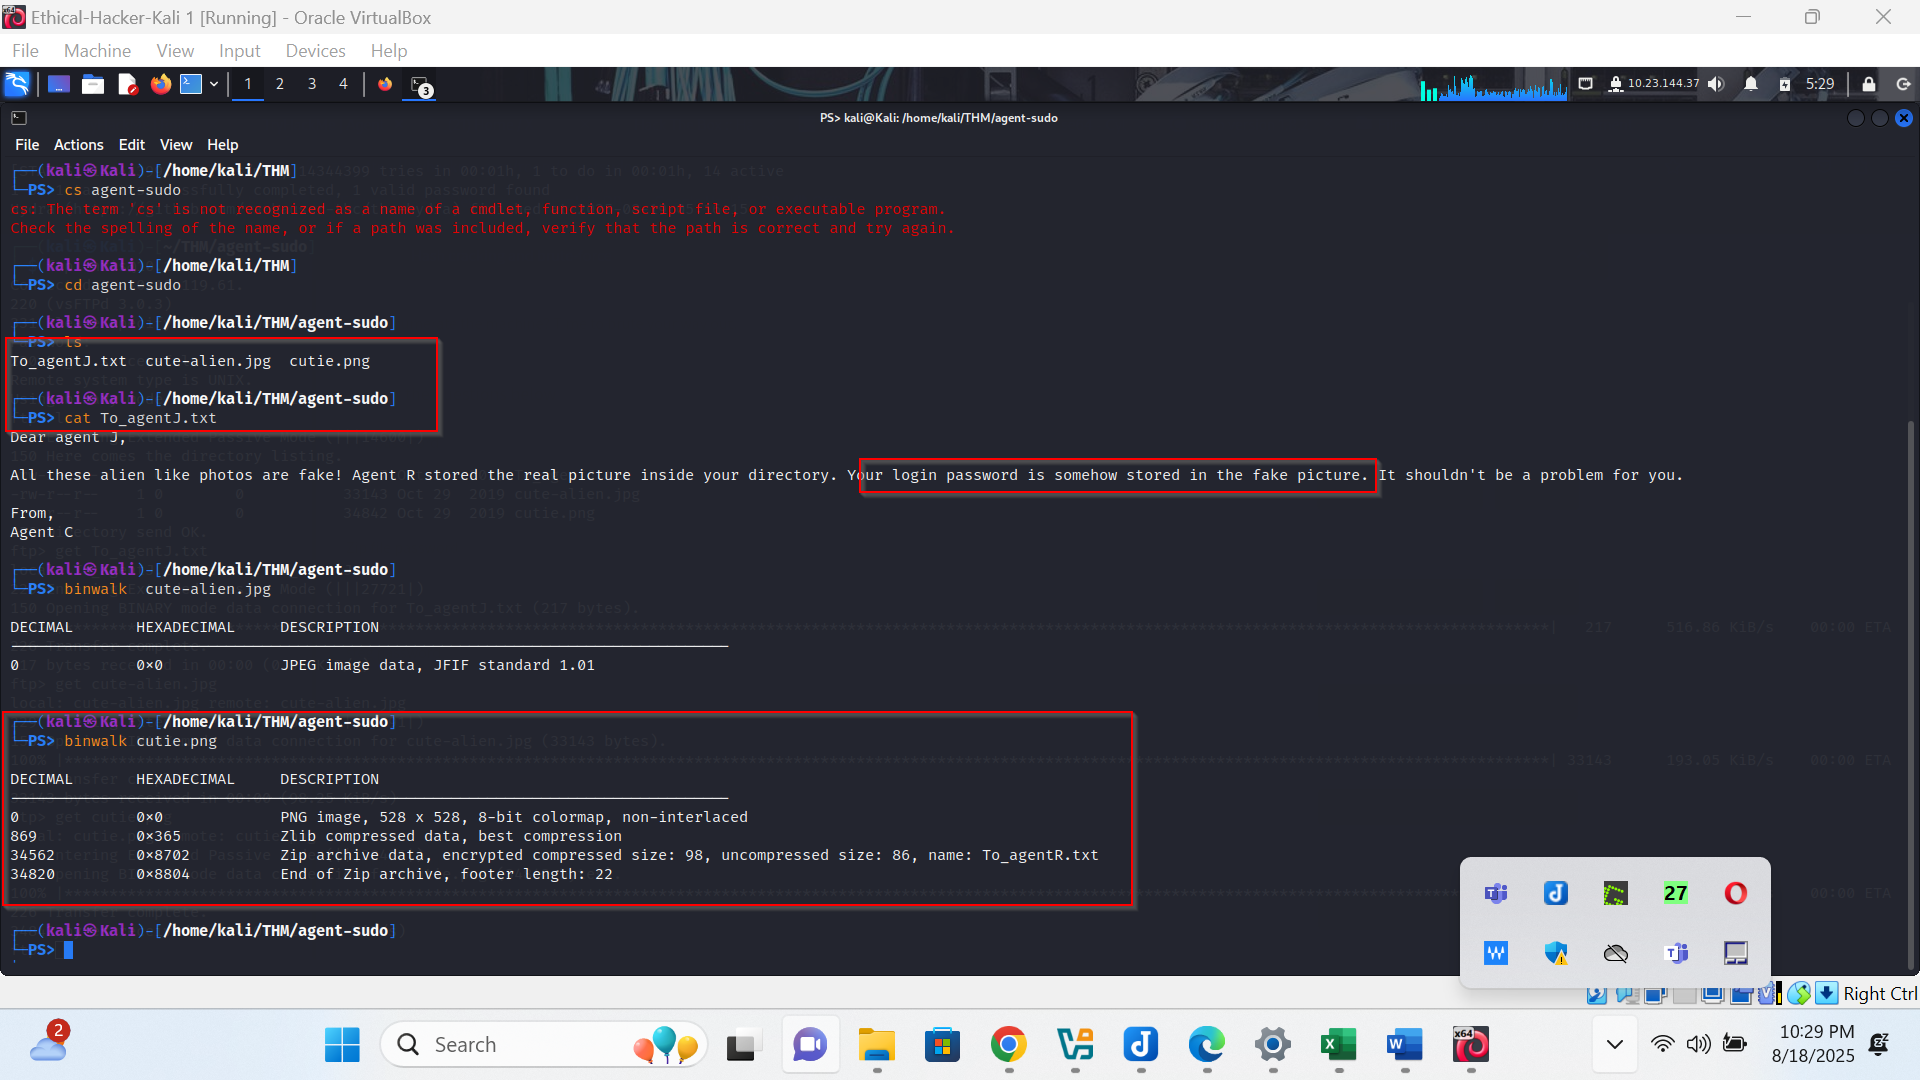 Ethical-Hacker-Kali 1 [Running] - Oracle VirtualBox
File Machine View Input Devices Help
1 2 3 4 3 10.23.144.37 5:29
PS> kali@Kali: /home/kali/THM/agent-sudo
File Actions Edit View Help
┌──(kali㉿Kali)-[/home/kali/THM]
└─PS> cs agent-sudo
cs: The term 'cs' is not recognized as a name of a cmdlet, function, script file, or executable program.
Check the spelling of the name, or if a path was included, verify that the path is correct and try again.
┌──(kali㉿Kali)-[/home/kali/THM]
└─PS> cd agent-sudo
┌──(kali㉿Kali)-[/home/kali/THM/agent-sudo]
└─PS> ls
To_agentJ.txt cute-alien.jpg cutie.png
┌──(kali㉿Kali)-[/home/kali/THM/agent-sudo]
└─PS> cat To_agentJ.txt
Dear agent J,
All these alien like photos are fake! Agent R stored the real picture inside your directory. Your login password is somehow stored in the fake picture. It shouldn't be a problem for you.
From,
Agent C
┌──(kali㉿Kali)-[/home/kali/THM/agent-sudo]
└─PS> binwalk cute-alien.jpg
DECIMAL HEXADECIMAL DESCRIPTION
0 0×0 JPEG image data, JFIF standard 1.01
┌──(kali㉿Kali)-[/home/kali/THM/agent-sudo]
└─PS> binwalk cutie.png
DECIMAL HEXADECIMAL DESCRIPTION
0 0×0 PNG image, 528 x 528, 8-bit colormap, non-interlaced
869 0×365 Zlib compressed data, best compression
34562 0×8702 Zip archive data, encrypted compressed size: 98, uncompressed size: 86, name: To_agentR.txt
34820 0×8804 End of Zip archive, footer length: 22
┌──(kali㉿Kali)-[/home/kali/THM/agent-sudo]
└─PS>
27
Right Ctrl
2
Search
10:29 PM
8/18/2025